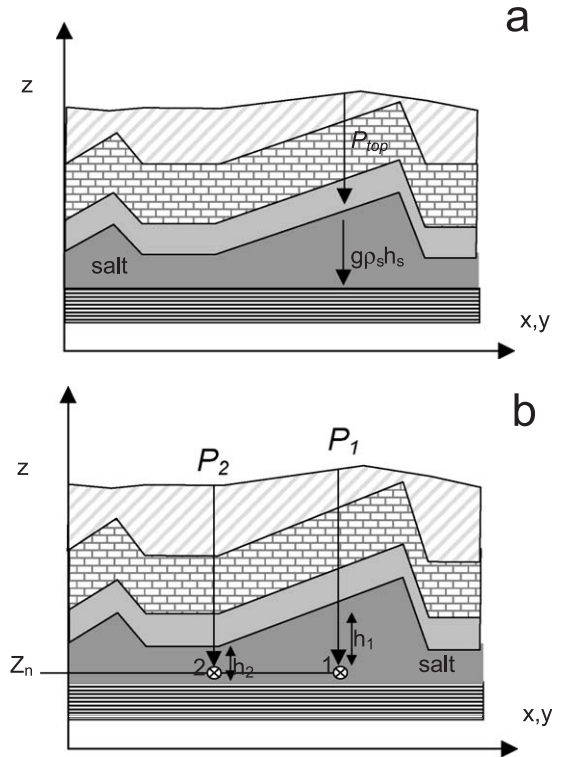 a
z
P_top
salt
gρ_sh_s
x,y
b
z
P_2
P_1
h_1
2
h_2
1
salt
Z_n
x,y